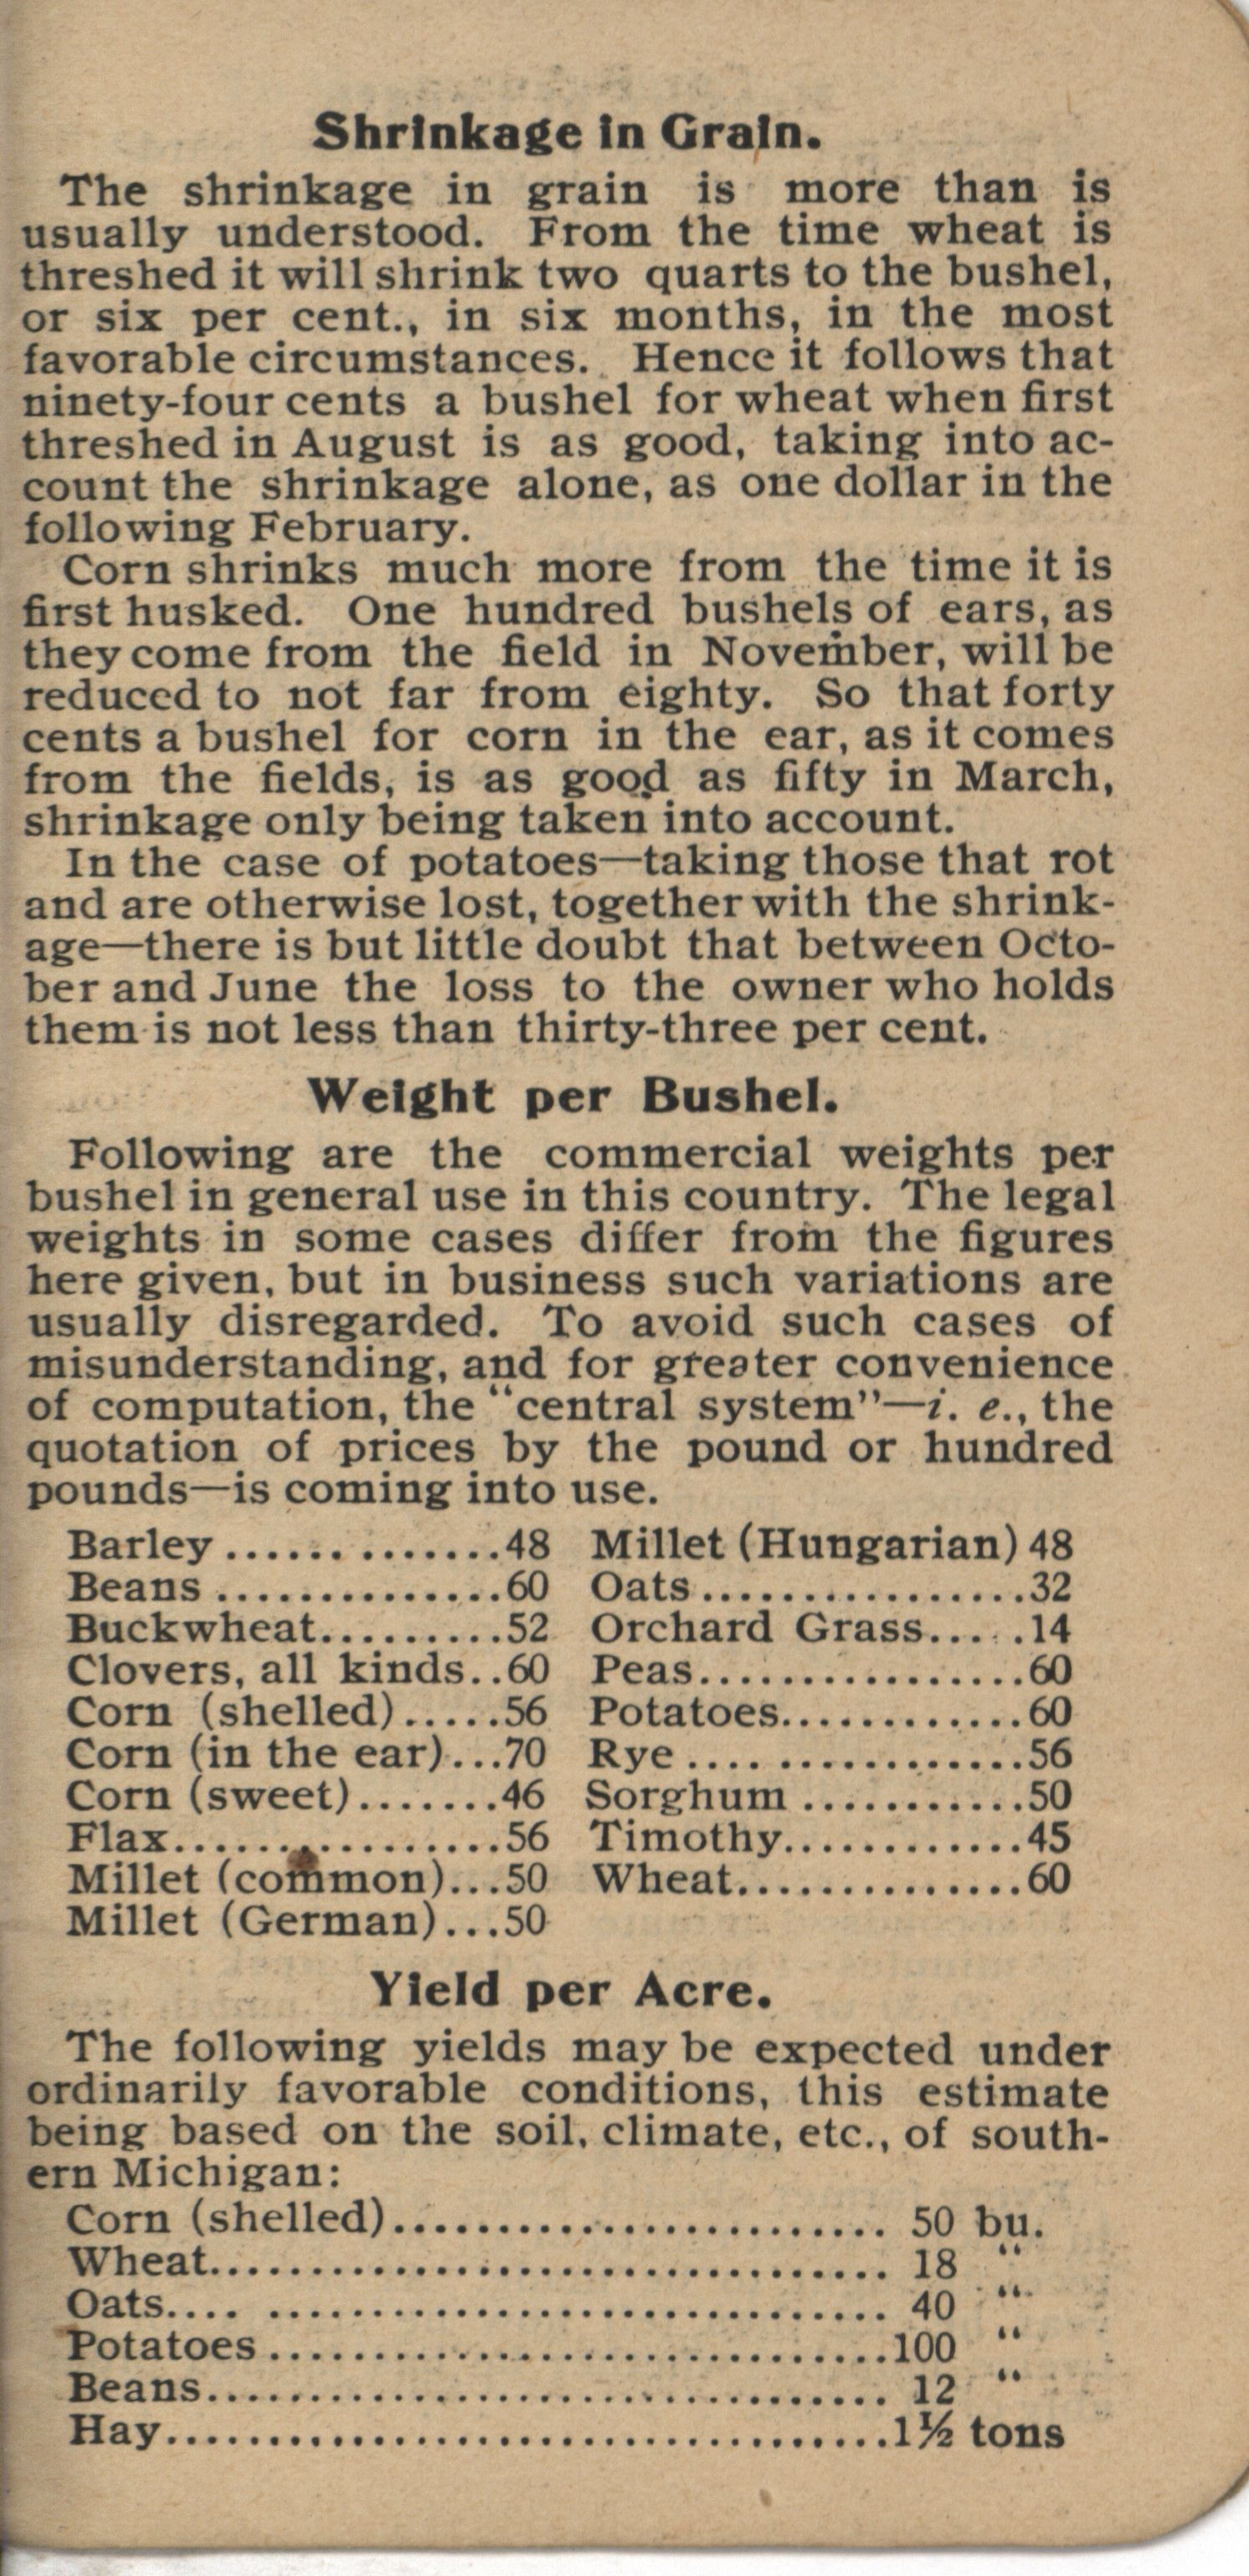 Shrinkage in Grain.
The shrinkage in grain is more than is
usually understood. From the time wheat is
threshed it will shrink two quarts to the bushel,
or six per cent., in six months, in the most
favorable circumstances. Hence it follows that
ninety-four cents a bushel for wheat when first
threshed in August is as good, taking into ac-
count the shrinkage alone, as one dollar in the
following February.
Corn shrinks much more from the time it is
first husked. One hundred bushels of ears, as
they come from the field in November, will be
reduced to not far from eighty. So that forty
cents a bushel for corn in the ear, as it comes
from the fields, is as good as fifty in March,
shrinkage only being taken into account.
In the case of potatoes—taking those that rot
and are otherwise lost, together with the shrink-
age—there is but little doubt that between Octo-
ber and June the loss to the owner who holds
them is not less than thirty-three per cent.
Weight per Bushel.
Following are the commercial weights per
bushel in general use in this country. The legal
weights in some cases differ from the figures
here given, but in business such variations are
usually disregarded. To avoid such cases of
misunderstanding, and for greater convenience
of computation, the "central system"—i. e., the
quotation of prices by the pound or hundred
pounds—is coming into use.
Barley ............. 48 Millet (Hungarian) 48
Beans .............. 60 Oats ................ 32
Buckwheat ......... 52 Orchard Grass ..... 14
Clovers, all kinds .. 60 Peas ................ 60
Corn (shelled) ..... 56 Potatoes ............ 60
Corn (in the ear) ... 70 Rye ................ 56
Corn (sweet) ....... 46 Sorghum ........... 50
Flax ................ 56 Timothy ............ 45
Millet (common) ... 50 Wheat .............. 60
Millet (German) ... 50
Yield per Acre.
The following yields may be expected under
ordinarily favorable conditions, this estimate
being based on the soil, climate, etc., of south-
ern Michigan:
Corn (shelled) ........................ 50 bu.
Wheat ................................. 18 "
Oats .................................. 40 "
Potatoes .............................. 100 "
Beans ................................. 12 "
Hay ................................... 1½ tons